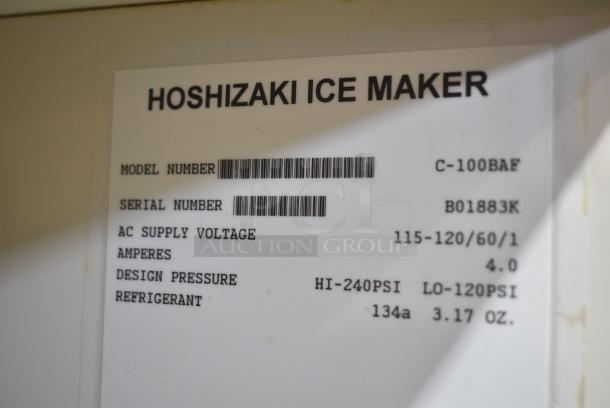 HOSHIZAKI ICE MAKER
MODEL NUMBER C-100BAF
SERIAL NUMBER B01883K
AC SUPPLY VOLTAGE 115-120/60/1
AMPERES 4.0
DESIGN PRESSURE HI-240PSI LO-120PSI
REFRIGERANT 134a 3.17 OZ.
PCI
AUCTION GROUP